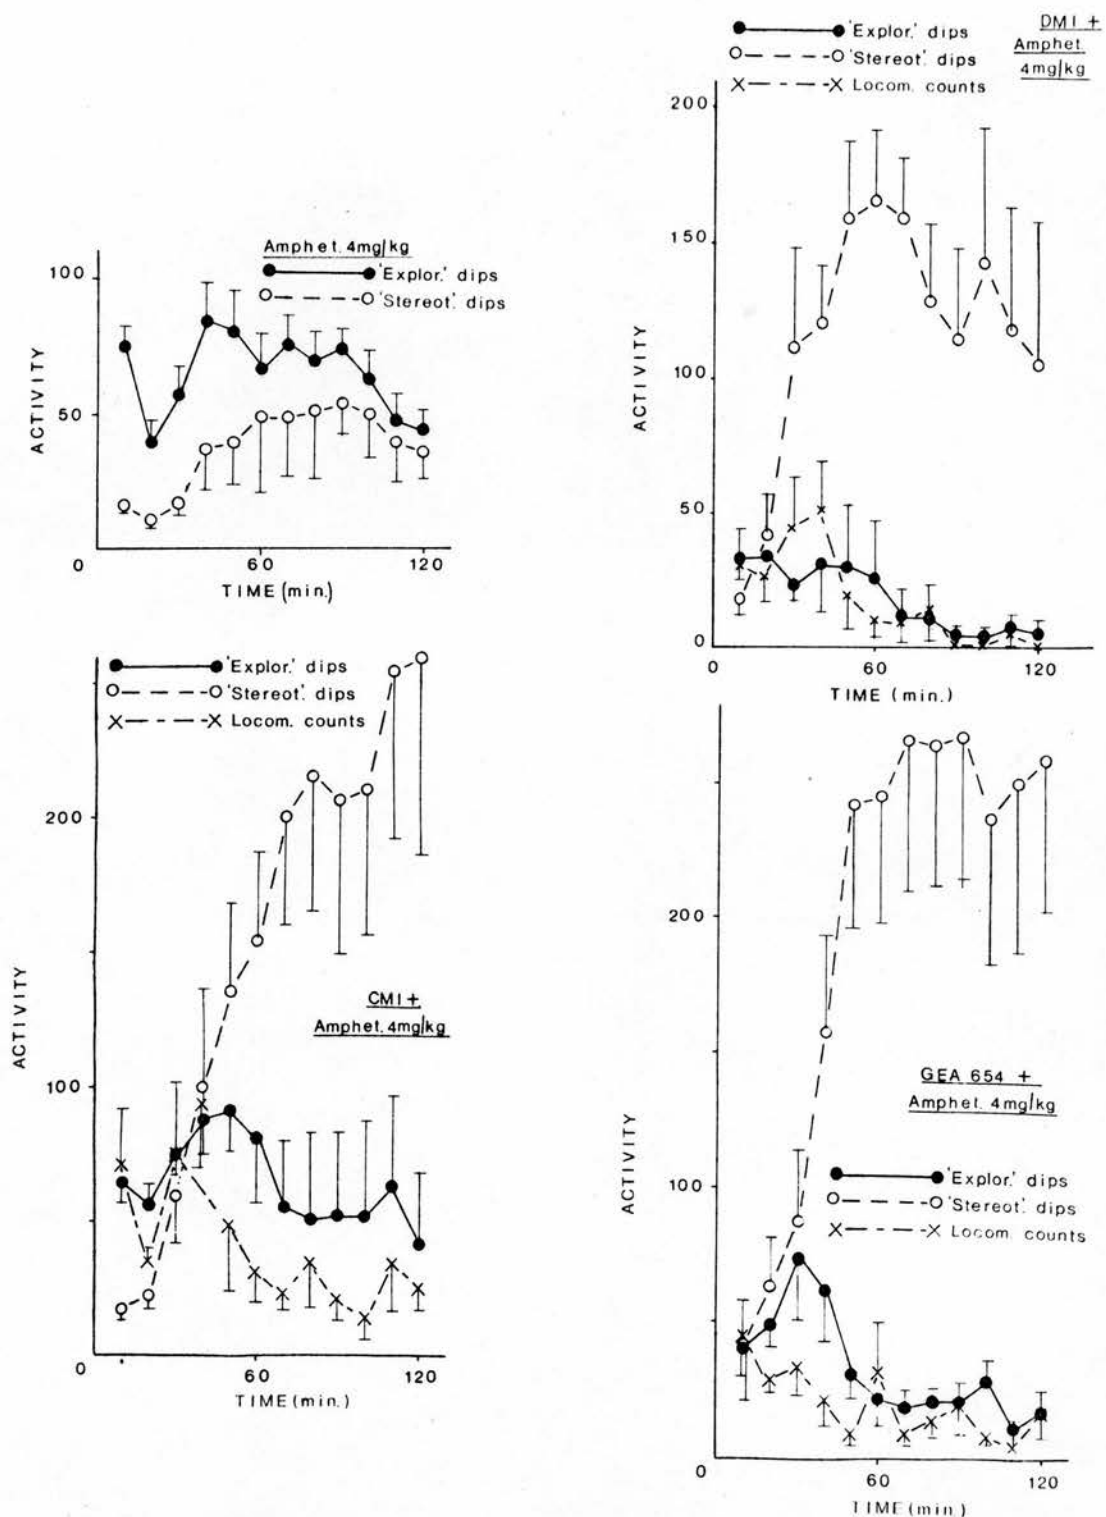 Amphet. 4mg/kg
'Explor.' dips
'Stereot'. dips
100
50
0
60
120
ACTIVITY
TIME (min.)
'Explor.' dips
'Stereot'. dips
Locom. counts
DMI +
Amphet.
4mg/kg
200
150
100
50
0
0
60
120
ACTIVITY
TIME (min.)
'Explor.' dips
'Stereot'. dips
Locom. counts
CMI +
Amphet. 4mg/kg
200
100
0
60
120
ACTIVITY
TIME (min.)
GEA 654 +
Amphet. 4mg/kg
'Explor.' dips
'Stereot'. dips
Locom. counts
200
100
0
60
120
ACTIVITY
TIME (min.)